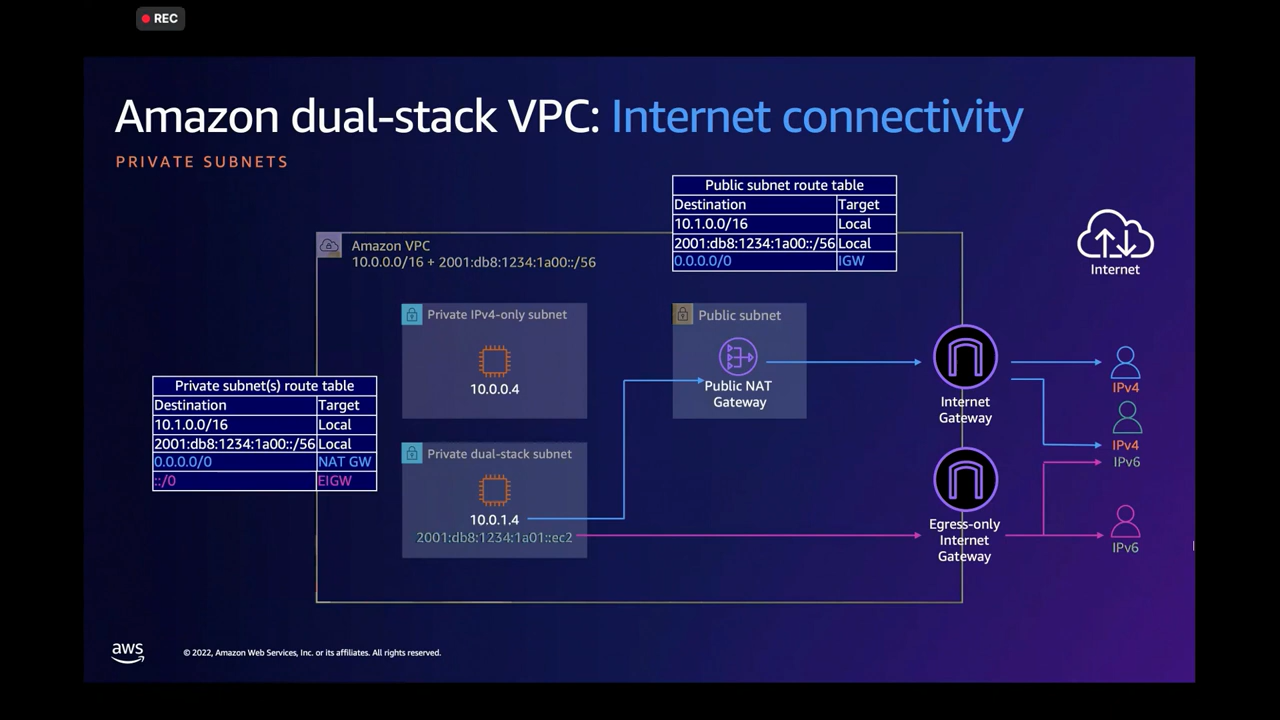 REC
Amazon dual-stack VPC: Internet connectivity
PRIVATE SUBNETS
Public subnet route table
Destination Target
10.1.0.0/16 Local
2001:db8:1234:1a00::/56 Local
0.0.0.0/0 IGW
Internet
Amazon VPC
10.0.0.0/16 + 2001:db8:1234:1a00::/56
Private IPv4-only subnet
10.0.0.4
Public subnet
Public NAT
Gateway
Internet
Gateway
IPv4
IPv4
IPv6
Private subnet(s) route table
Destination Target
10.1.0.0/16 Local
2001:db8:1234:1a00::/56 Local
0.0.0.0/0 NAT GW
::/0 EIGW
Private dual-stack subnet
10.0.1.4
2001:db8:1234:1a01::ec2
Egress-only
Internet
Gateway
IPv6
aws
© 2022, Amazon Web Services, Inc. or its affiliates. All rights reserved.